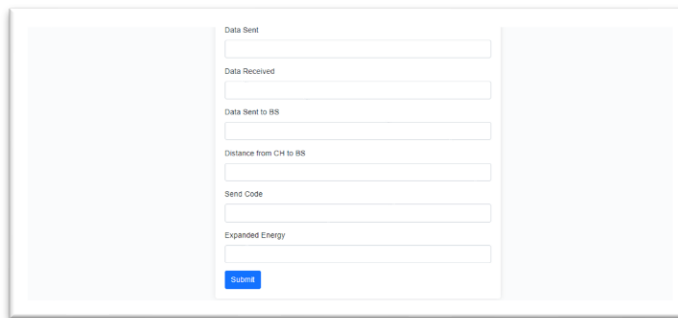 Data Sent
Data Received
Data Sent to BS
Distance from CH to BS
Send Code
Expanded Energy
Submit